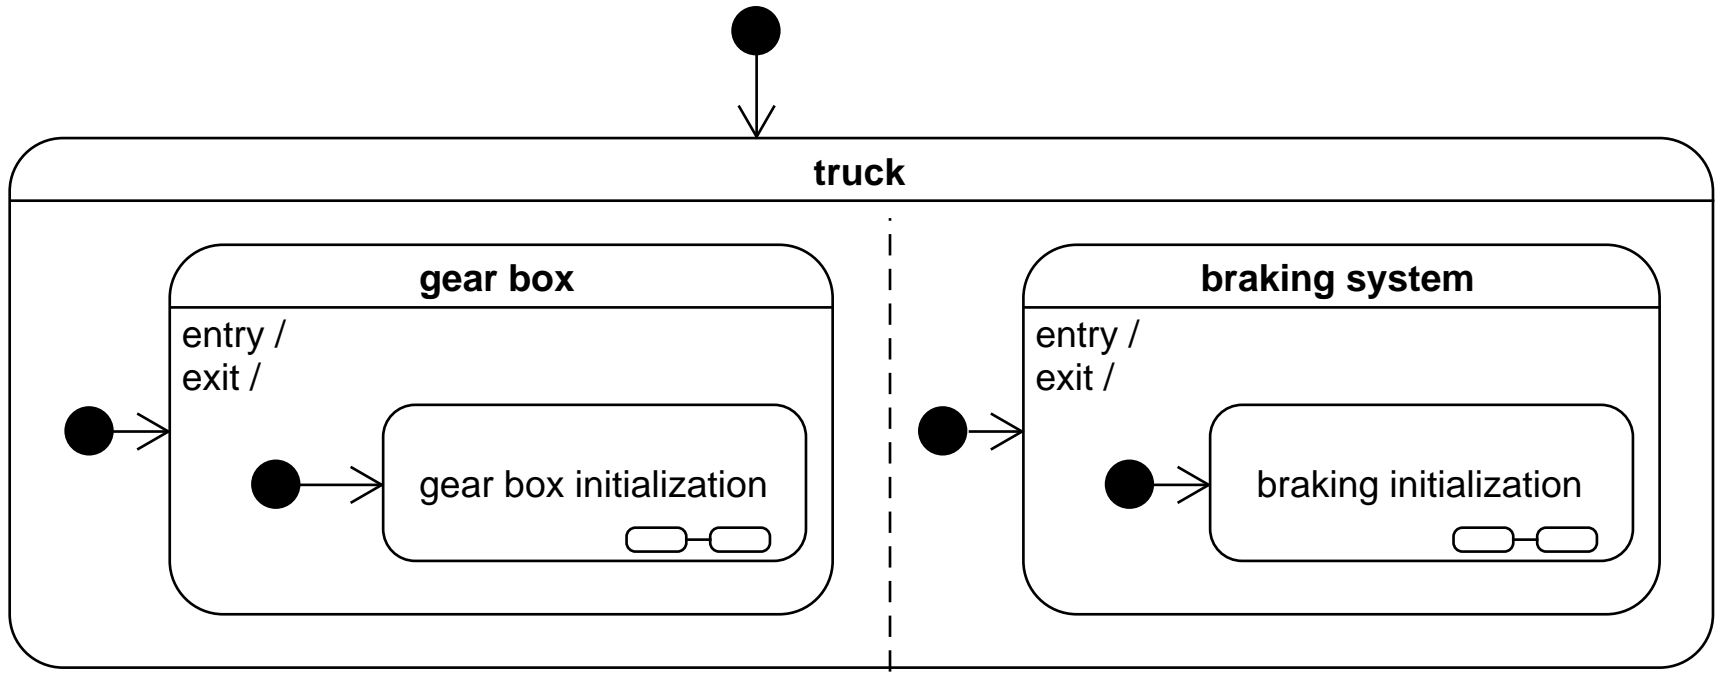 truck
gear box
entry /
exit /
gear box initialization
braking system
entry /
exit /
braking initialization